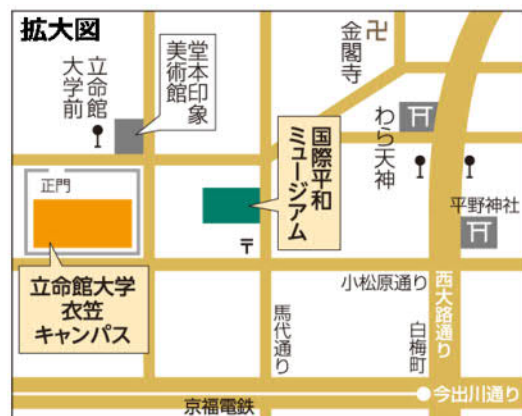 拡大図
立命館
大学前
堂本印象
美術館
金閣寺
卍
わら天神
国際平和
ミュージアム
正門
平野神社
〒
立命館大学
衣笠
キャンパス
小松原通り
西大路通り
馬代通り
白梅町
今出川通り
京福電鉄